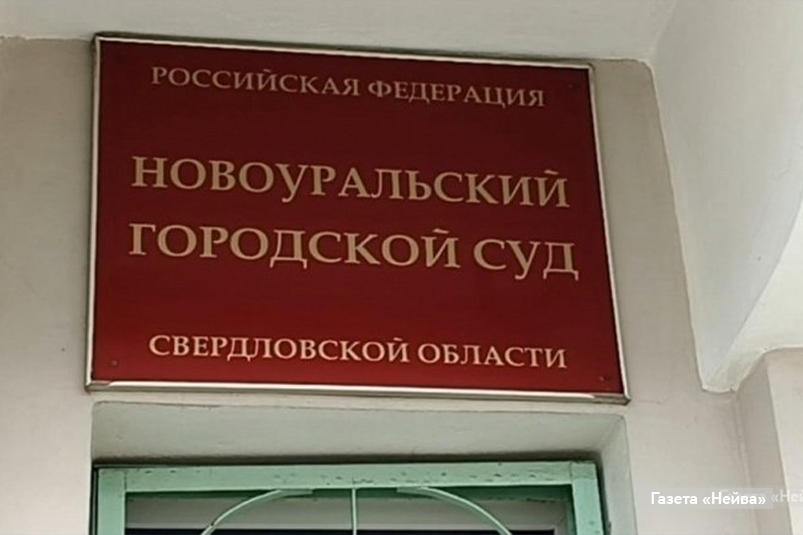 РОССИЙСКАЯ ФЕДЕРАЦИЯ
НОВОУРАЛЬСКИЙ
ГОРОДСКОЙ СУД
СВЕРДЛОВСКОЙ ОБЛАСТИ
Газета «Нейва»